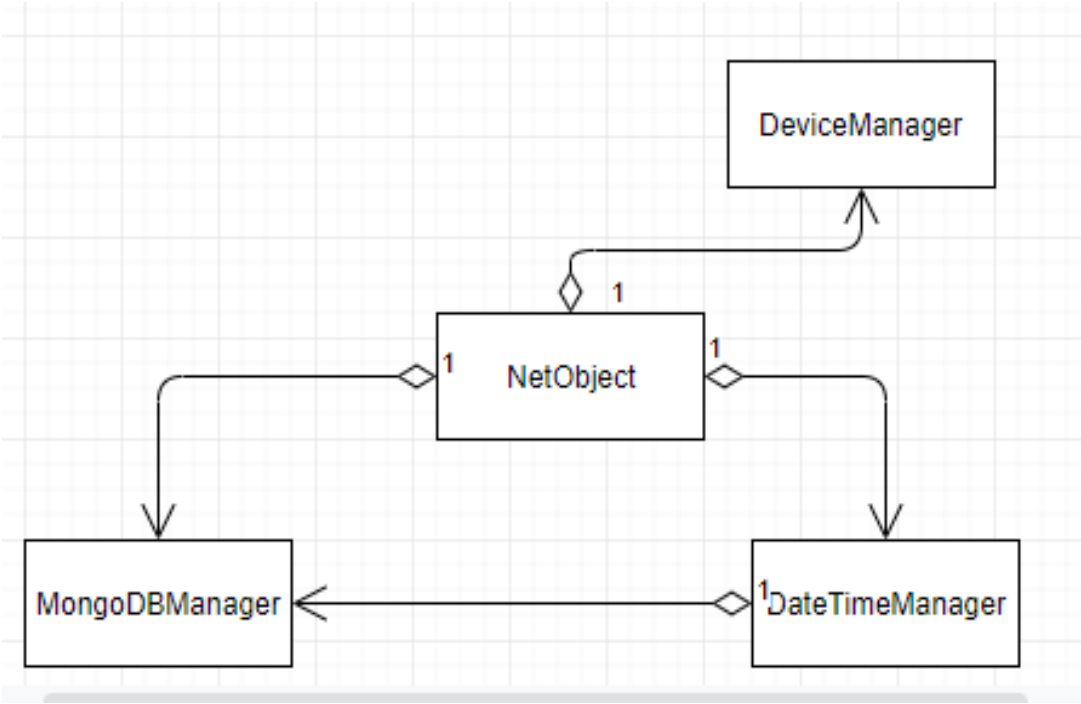 DeviceManager
1
1
NetObject
1
MongoDBManager
1
DateTimeManager